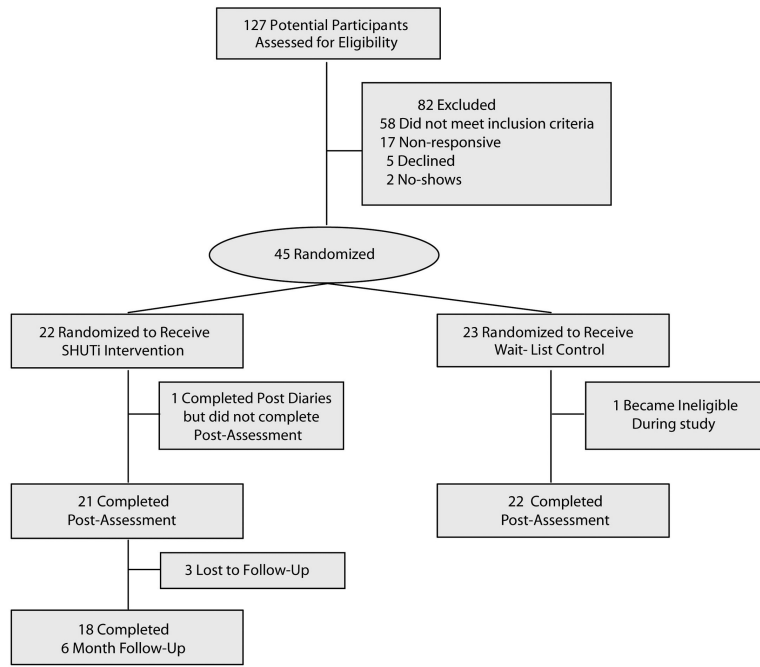 127 Potential Participants
Assessed for Eligibility
82 Excluded
58 Did not meet inclusion criteria
17 Non-responsive
5 Declined
2 No-shows
45 Randomized
22 Randomized to Receive
SHUTi Intervention
23 Randomized to Receive
Wait- List Control
1 Completed Post Diaries
but did not complete
Post-Assessment
1 Became Ineligible
During study
21 Completed
Post-Assessment
22 Completed
Post-Assessment
3 Lost to Follow-Up
18 Completed
6 Month Follow-Up